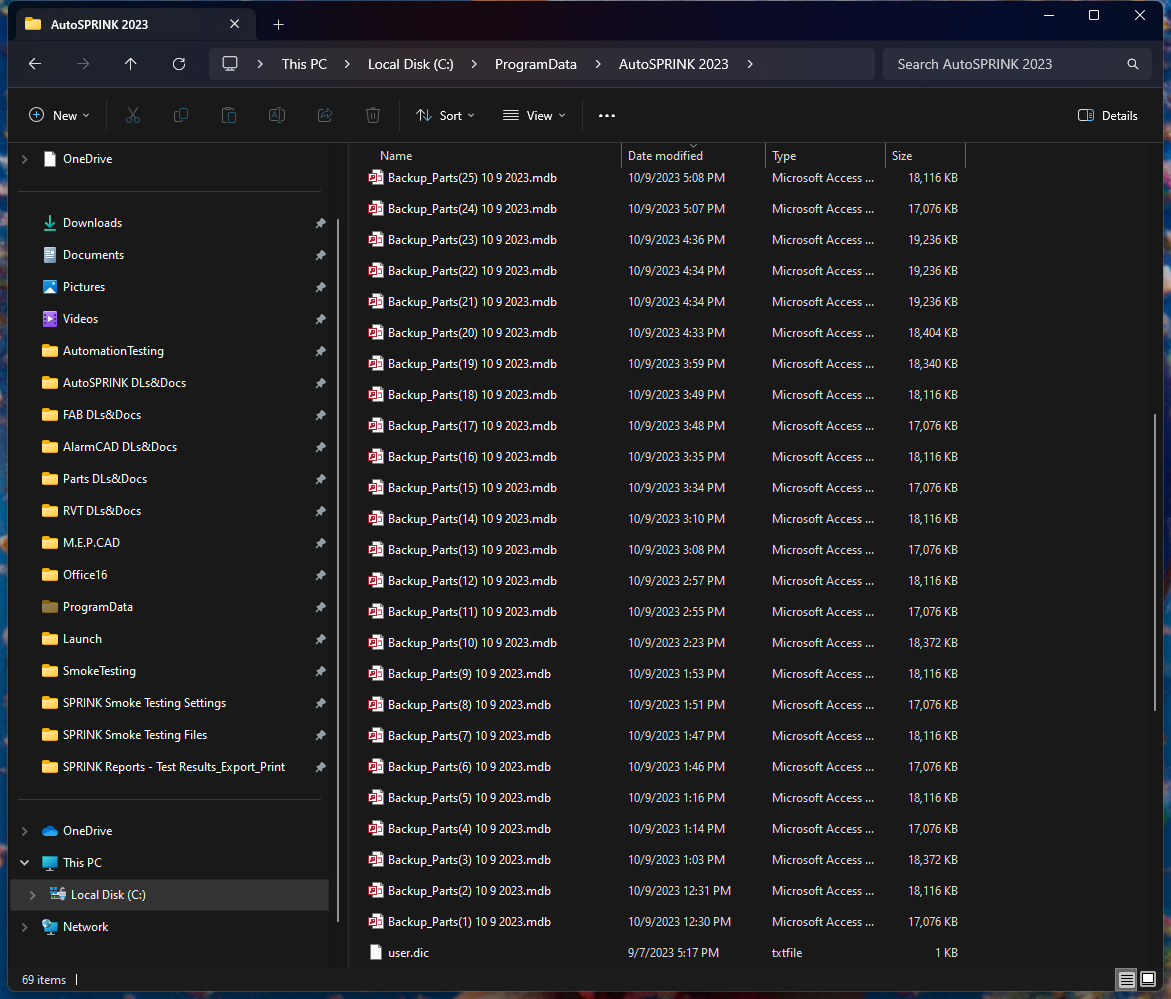 AutoSPRINK 2023
This PC Local Disk (C:) ProgramData AutoSPRINK 2023 Search AutoSPRINK 2023
New Sort View Details
OneDrive
Downloads
Documents
Pictures
Videos
AutomationTesting
AutoSPRINK DLs&Docs
FAB DLs&Docs
AlarmCAD DLs&Docs
Parts DLs&Docs
RVT DLs&Docs
M.E.P.CAD
Office16
ProgramData
Launch
SmokeTesting
SPRINK Smoke Testing Settings
SPRINK Smoke Testing Files
SPRINK Reports - Test Results_Export_Print
OneDrive
This PC
Local Disk (C:)
Network
Name Date modified Type Size
Backup_Parts(25) 10 9 2023.mdb 10/9/2023 5:08 PM Microsoft Access ... 18,116 KB
Backup_Parts(24) 10 9 2023.mdb 10/9/2023 5:07 PM Microsoft Access ... 17,076 KB
Backup_Parts(23) 10 9 2023.mdb 10/9/2023 4:36 PM Microsoft Access ... 19,236 KB
Backup_Parts(22) 10 9 2023.mdb 10/9/2023 4:34 PM Microsoft Access ... 19,236 KB
Backup_Parts(21) 10 9 2023.mdb 10/9/2023 4:34 PM Microsoft Access ... 19,236 KB
Backup_Parts(20) 10 9 2023.mdb 10/9/2023 4:33 PM Microsoft Access ... 18,404 KB
Backup_Parts(19) 10 9 2023.mdb 10/9/2023 3:59 PM Microsoft Access ... 18,340 KB
Backup_Parts(18) 10 9 2023.mdb 10/9/2023 3:49 PM Microsoft Access ... 18,116 KB
Backup_Parts(17) 10 9 2023.mdb 10/9/2023 3:48 PM Microsoft Access ... 17,076 KB
Backup_Parts(16) 10 9 2023.mdb 10/9/2023 3:35 PM Microsoft Access ... 18,116 KB
Backup_Parts(15) 10 9 2023.mdb 10/9/2023 3:34 PM Microsoft Access ... 17,076 KB
Backup_Parts(14) 10 9 2023.mdb 10/9/2023 3:10 PM Microsoft Access ... 18,116 KB
Backup_Parts(13) 10 9 2023.mdb 10/9/2023 3:08 PM Microsoft Access ... 17,076 KB
Backup_Parts(12) 10 9 2023.mdb 10/9/2023 2:57 PM Microsoft Access ... 18,116 KB
Backup_Parts(11) 10 9 2023.mdb 10/9/2023 2:55 PM Microsoft Access ... 17,076 KB
Backup_Parts(10) 10 9 2023.mdb 10/9/2023 2:23 PM Microsoft Access ... 18,372 KB
Backup_Parts(9) 10 9 2023.mdb 10/9/2023 1:53 PM Microsoft Access ... 18,116 KB
Backup_Parts(8) 10 9 2023.mdb 10/9/2023 1:51 PM Microsoft Access ... 17,076 KB
Backup_Parts(7) 10 9 2023.mdb 10/9/2023 1:47 PM Microsoft Access ... 18,116 KB
Backup_Parts(6) 10 9 2023.mdb 10/9/2023 1:46 PM Microsoft Access ... 17,076 KB
Backup_Parts(5) 10 9 2023.mdb 10/9/2023 1:16 PM Microsoft Access ... 18,116 KB
Backup_Parts(4) 10 9 2023.mdb 10/9/2023 1:14 PM Microsoft Access ... 17,076 KB
Backup_Parts(3) 10 9 2023.mdb 10/9/2023 1:03 PM Microsoft Access ... 18,372 KB
Backup_Parts(2) 10 9 2023.mdb 10/9/2023 12:31 PM Microsoft Access ... 18,116 KB
Backup_Parts(1) 10 9 2023.mdb 10/9/2023 12:30 PM Microsoft Access ... 17,076 KB
user.dic 9/7/2023 5:17 PM txtfile 1 KB
69 items